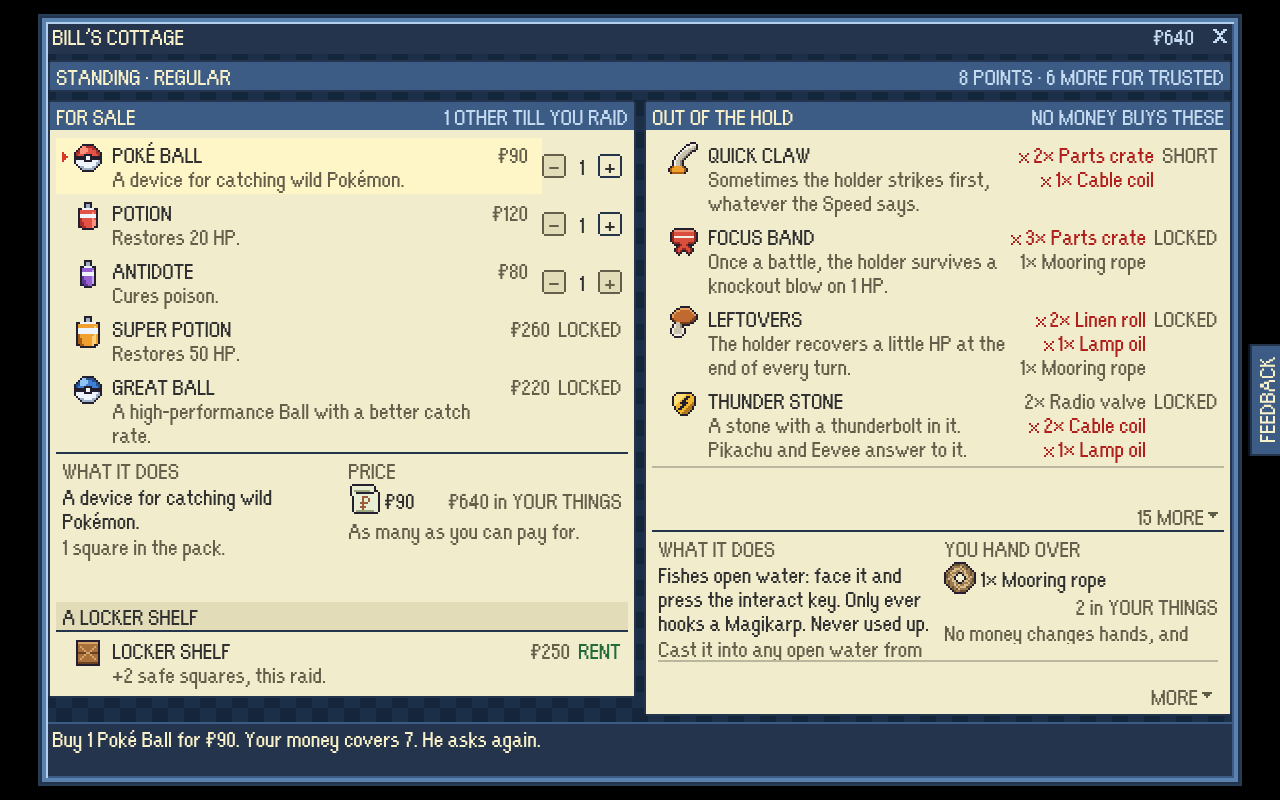 BILL'S COTTAGE
₽640 X
STANDING · REGULAR
8 POINTS · 6 MORE FOR TRUSTED
FOR SALE
1 OTHER TILL YOU RAID
POKÉ BALL ₽90 − 1 +
A device for catching wild Pokémon.
POTION ₽120 − 1 +
Restores 20 HP.
ANTIDOTE ₽80 − 1 +
Cures poison.
SUPER POTION ₽260 LOCKED
Restores 50 HP.
GREAT BALL ₽220 LOCKED
A high-performance Ball with a better catch
rate.
WHAT IT DOES
A device for catching wild
Pokémon.
1 square in the pack.
PRICE
₽ ₽90 ₽640 in YOUR THINGS
As many as you can pay for.
A LOCKER SHELF
LOCKER SHELF ₽250 RENT
+2 safe squares, this raid.
OUT OF THE HOLD
NO MONEY BUYS THESE
QUICK CLAW x 2× Parts crate SHORT
Sometimes the holder strikes first, x 1× Cable coil
whatever the Speed says.
FOCUS BAND x 3× Parts crate LOCKED
Once a battle, the holder survives a 1× Mooring rope
knockout blow on 1 HP.
LEFTOVERS x 2× Linen roll LOCKED
The holder recovers a little HP at the x 1× Lamp oil
end of every turn. 1× Mooring rope
THUNDER STONE 2× Radio valve LOCKED
A stone with a thunderbolt in it. x 2× Cable coil
Pikachu and Eevee answer to it. x 1× Lamp oil
15 MORE
WHAT IT DOES
Fishes open water: face it and
press the interact key. Only ever
hooks a Magikarp. Never used up.
Cast it into any open water from
YOU HAND OVER
1× Mooring rope
2 in YOUR THINGS
No money changes hands, and
MORE
Buy 1 Poké Ball for ₽90. Your money covers 7. He asks again.
FEEDBACK